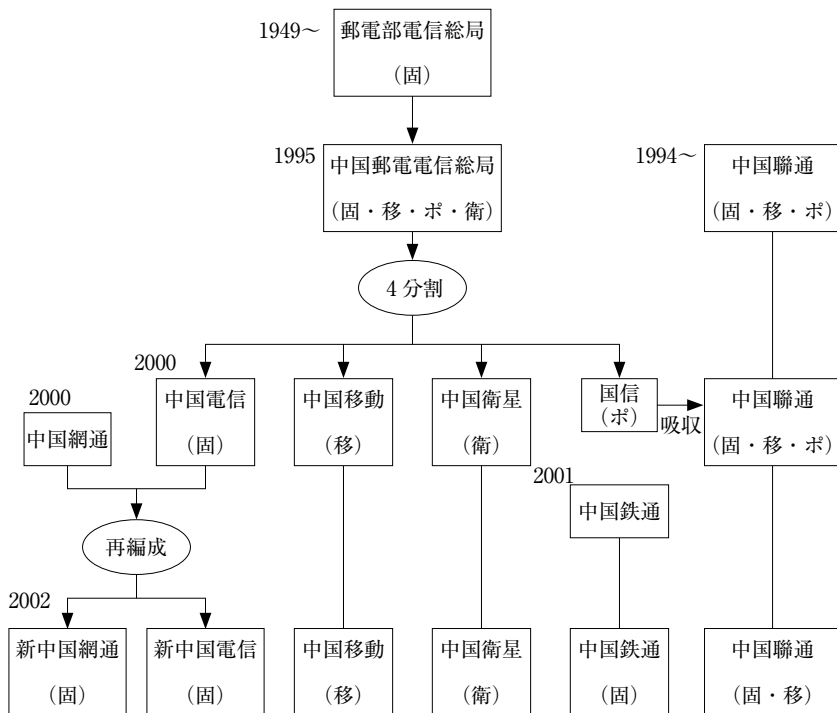 1949～
郵電部電信総局
（固）
1995
中国郵電電信総局
（固・移・ポ・衛）
1994～
中国聯通
（固・移・ポ）
4分割
2000
中国網通
2000
中国電信
（固）
中国移動
（移）
中国衛星
（衛）
国信
（ポ）
吸収
中国聯通
（固・移・ポ）
2001
中国鉄通
再編成
2002
新中国網通
（固）
新中国電信
（固）
中国移動
（移）
中国衛星
（衛）
中国鉄通
（固）
中国聯通
（固・移）